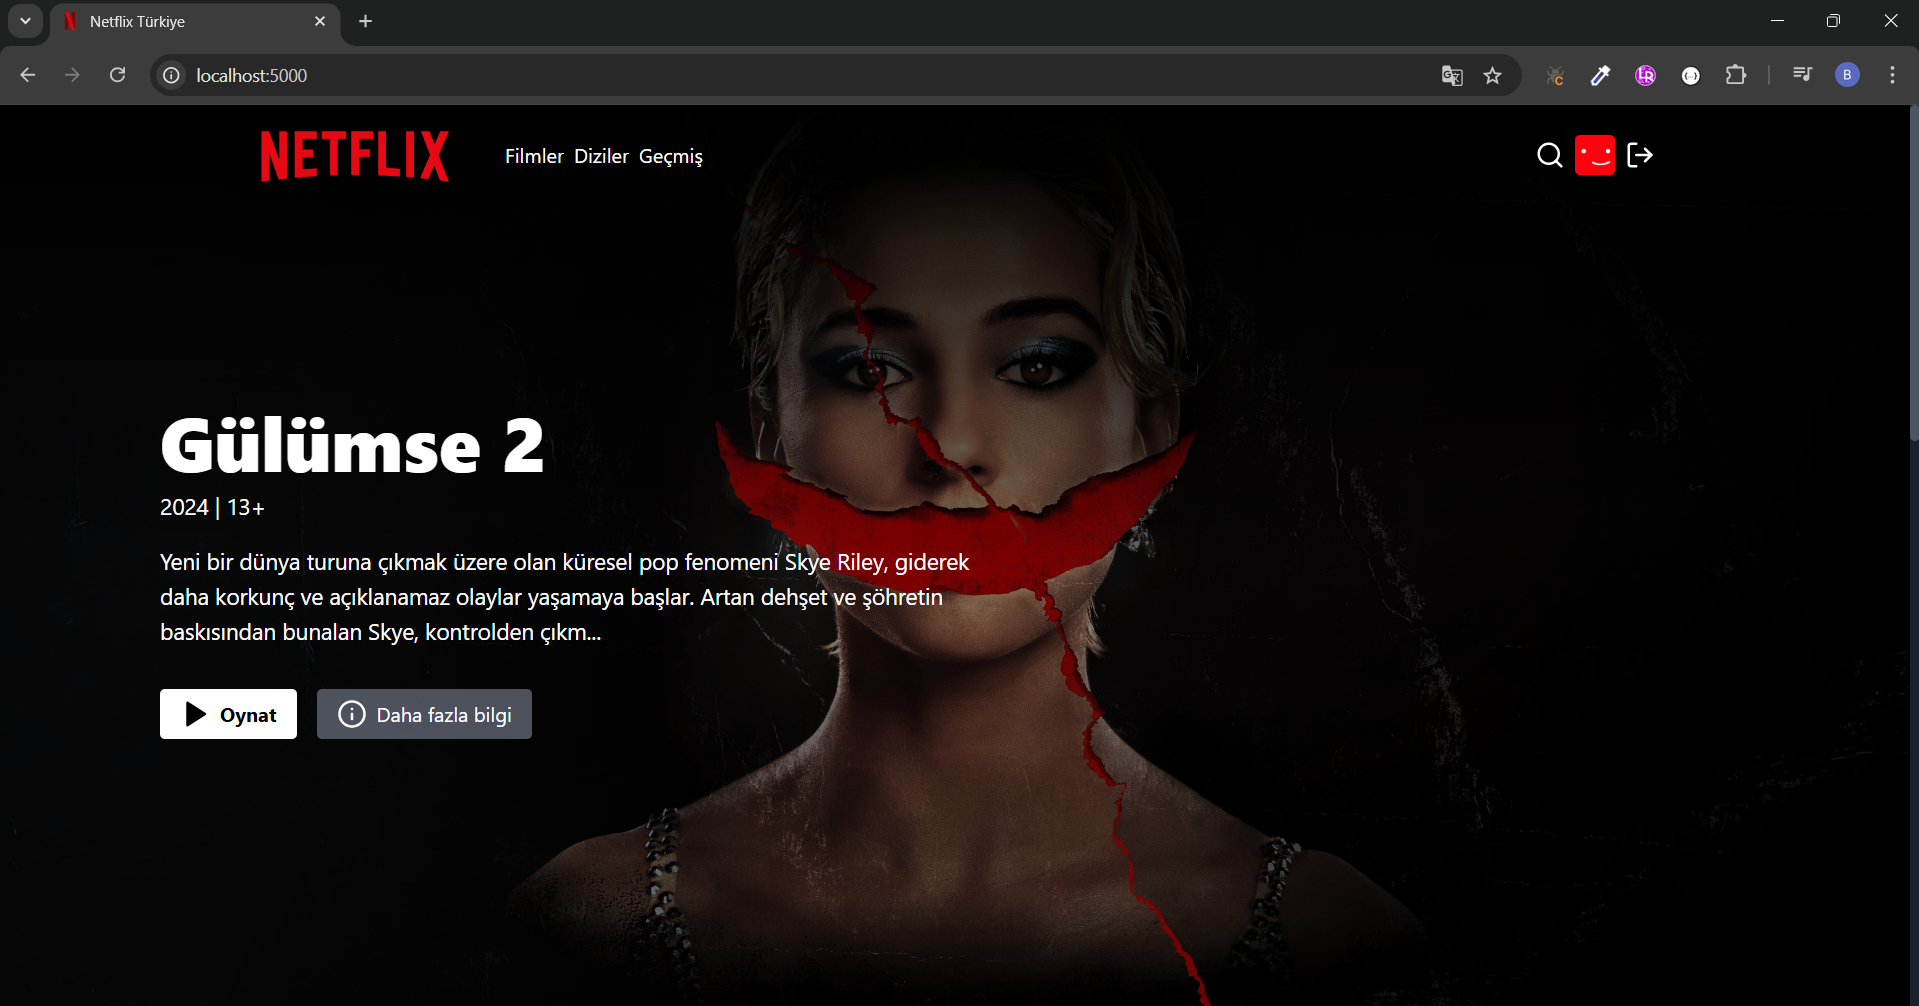 Netflix Türkiye
localhost:5000
B
NETFLIX
Filmler Diziler Geçmiş
Gülümse 2
2024 | 13+
Yeni bir dünya turuna çıkmak üzere olan küresel pop fenomeni Skye Riley, giderek
daha korkunç ve açıklanamaz olaylar yaşamaya başlar. Artan dehşet ve şöhretin
baskısından bunalan Skye, kontrolden çıkm...
Oynat
Daha fazla bilgi